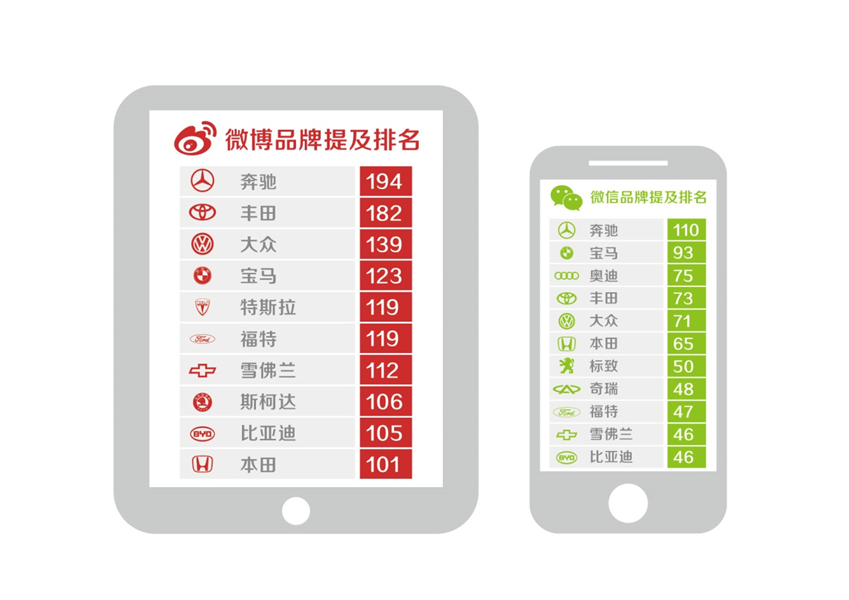 微博品牌提及排名
奔驰 194
丰田 182
大众 139
宝马 123
特斯拉 119
Ford 福特 119
雪佛兰 112
斯柯达 106
BYD 比亚迪 105
本田 101
微信品牌提及排名
奔驰 110
宝马 93
奥迪 75
丰田 73
大众 71
本田 65
标致 50
奇瑞 48
Ford 福特 47
雪佛兰 46
BYD 比亚迪 46